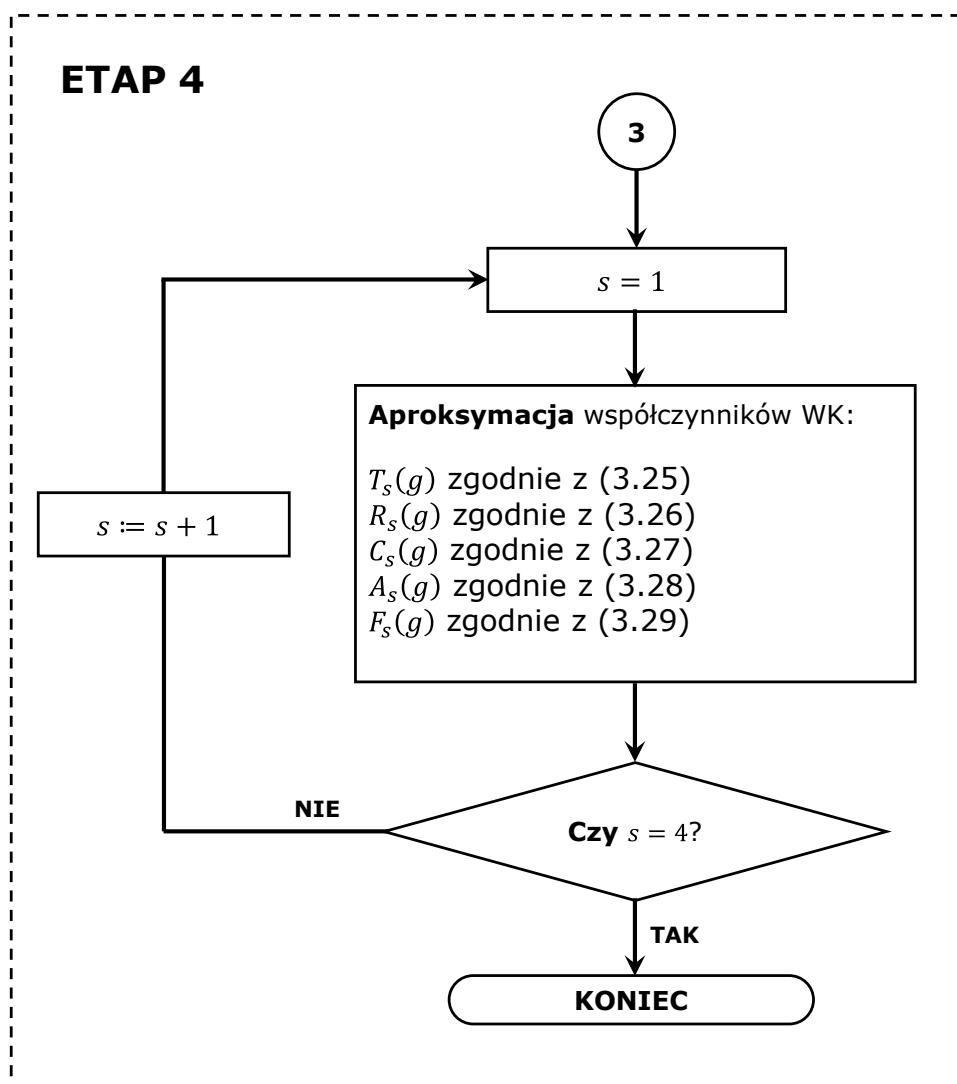 ETAP 4
3
s = 1
Aproksymacja współczynników WK:
T_s(g) zgodnie z (3.25)
R_s(g) zgodnie z (3.26)
C_s(g) zgodnie z (3.27)
A_s(g) zgodnie z (3.28)
F_s(g) zgodnie z (3.29)
s ≔ s + 1
NIE
Czy s = 4?
TAK
KONIEC